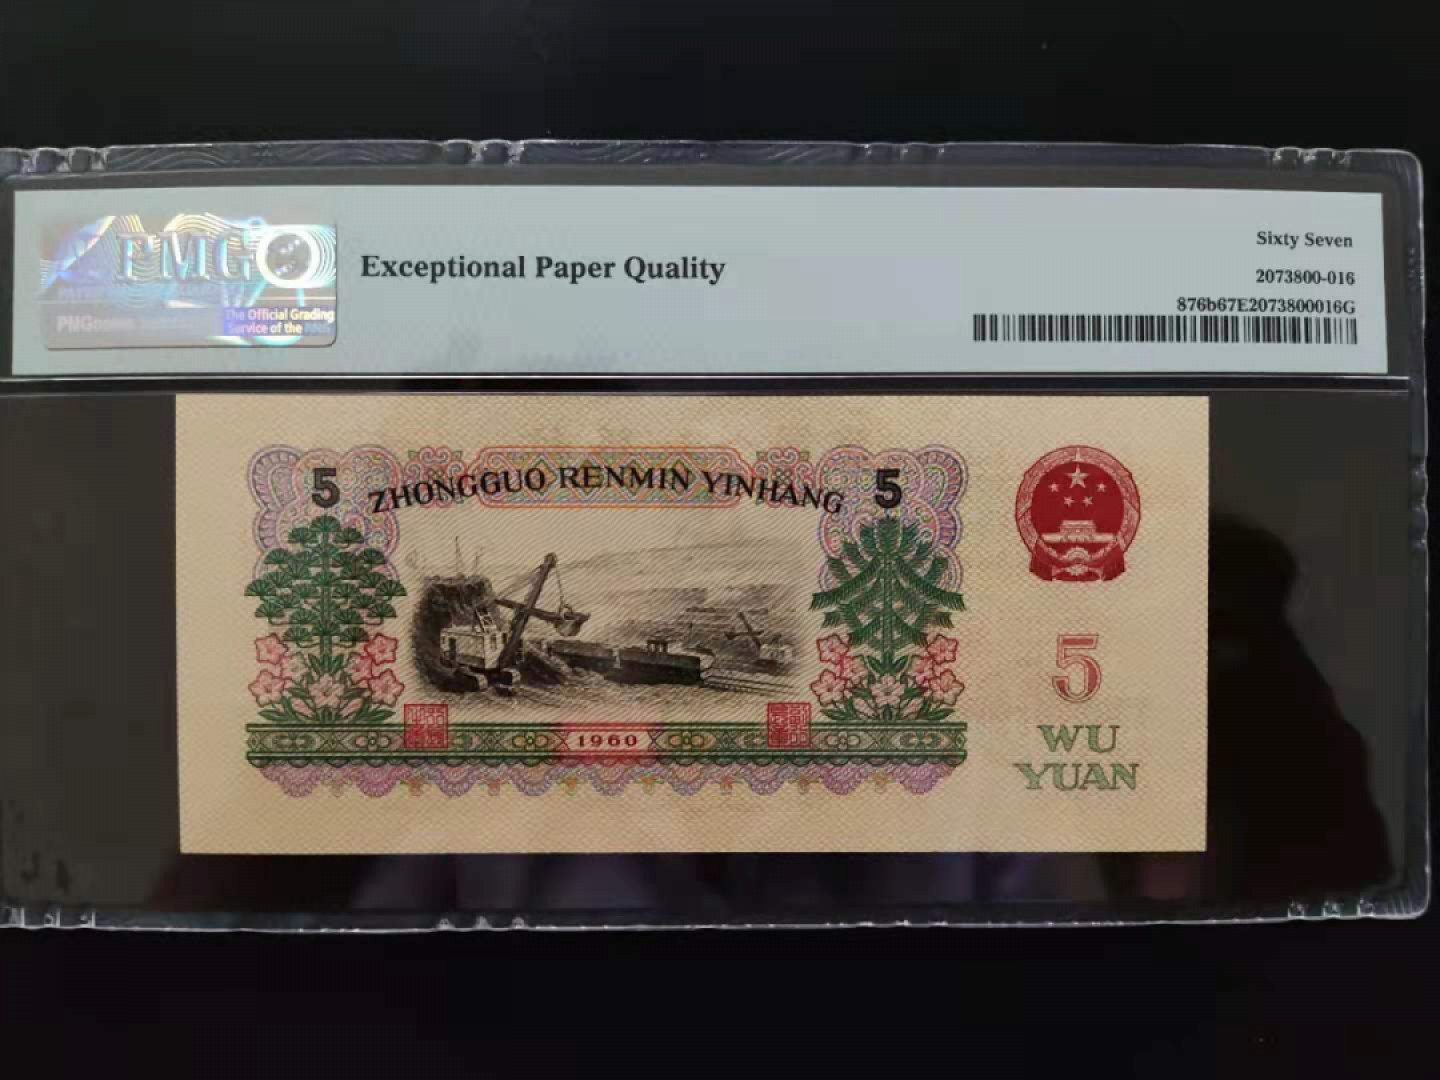 PMG
The Official Grading
Service of the PNG
Exceptional Paper Quality
Sixty Seven
2073800-016
876b67E2073800016G
5 ZHONGGUO RENMIN YINHANG 5
1960
5
WU
YUAN